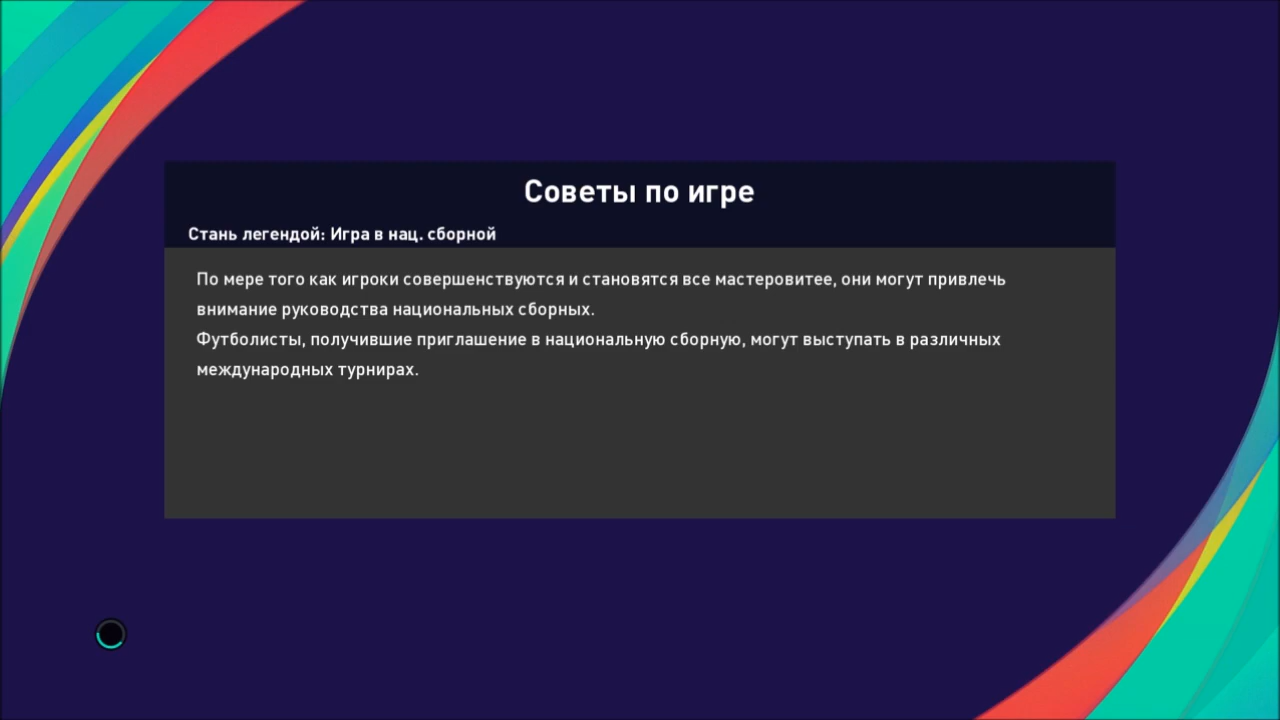 Советы по игре
Стань легендой: Игра в нац. сборной
По мере того как игроки совершенствуются и становятся все мастеровитее, они могут привлечь
внимание руководства национальных сборных.
Футболисты, получившие приглашение в национальную сборную, могут выступать в различных
международных турнирах.